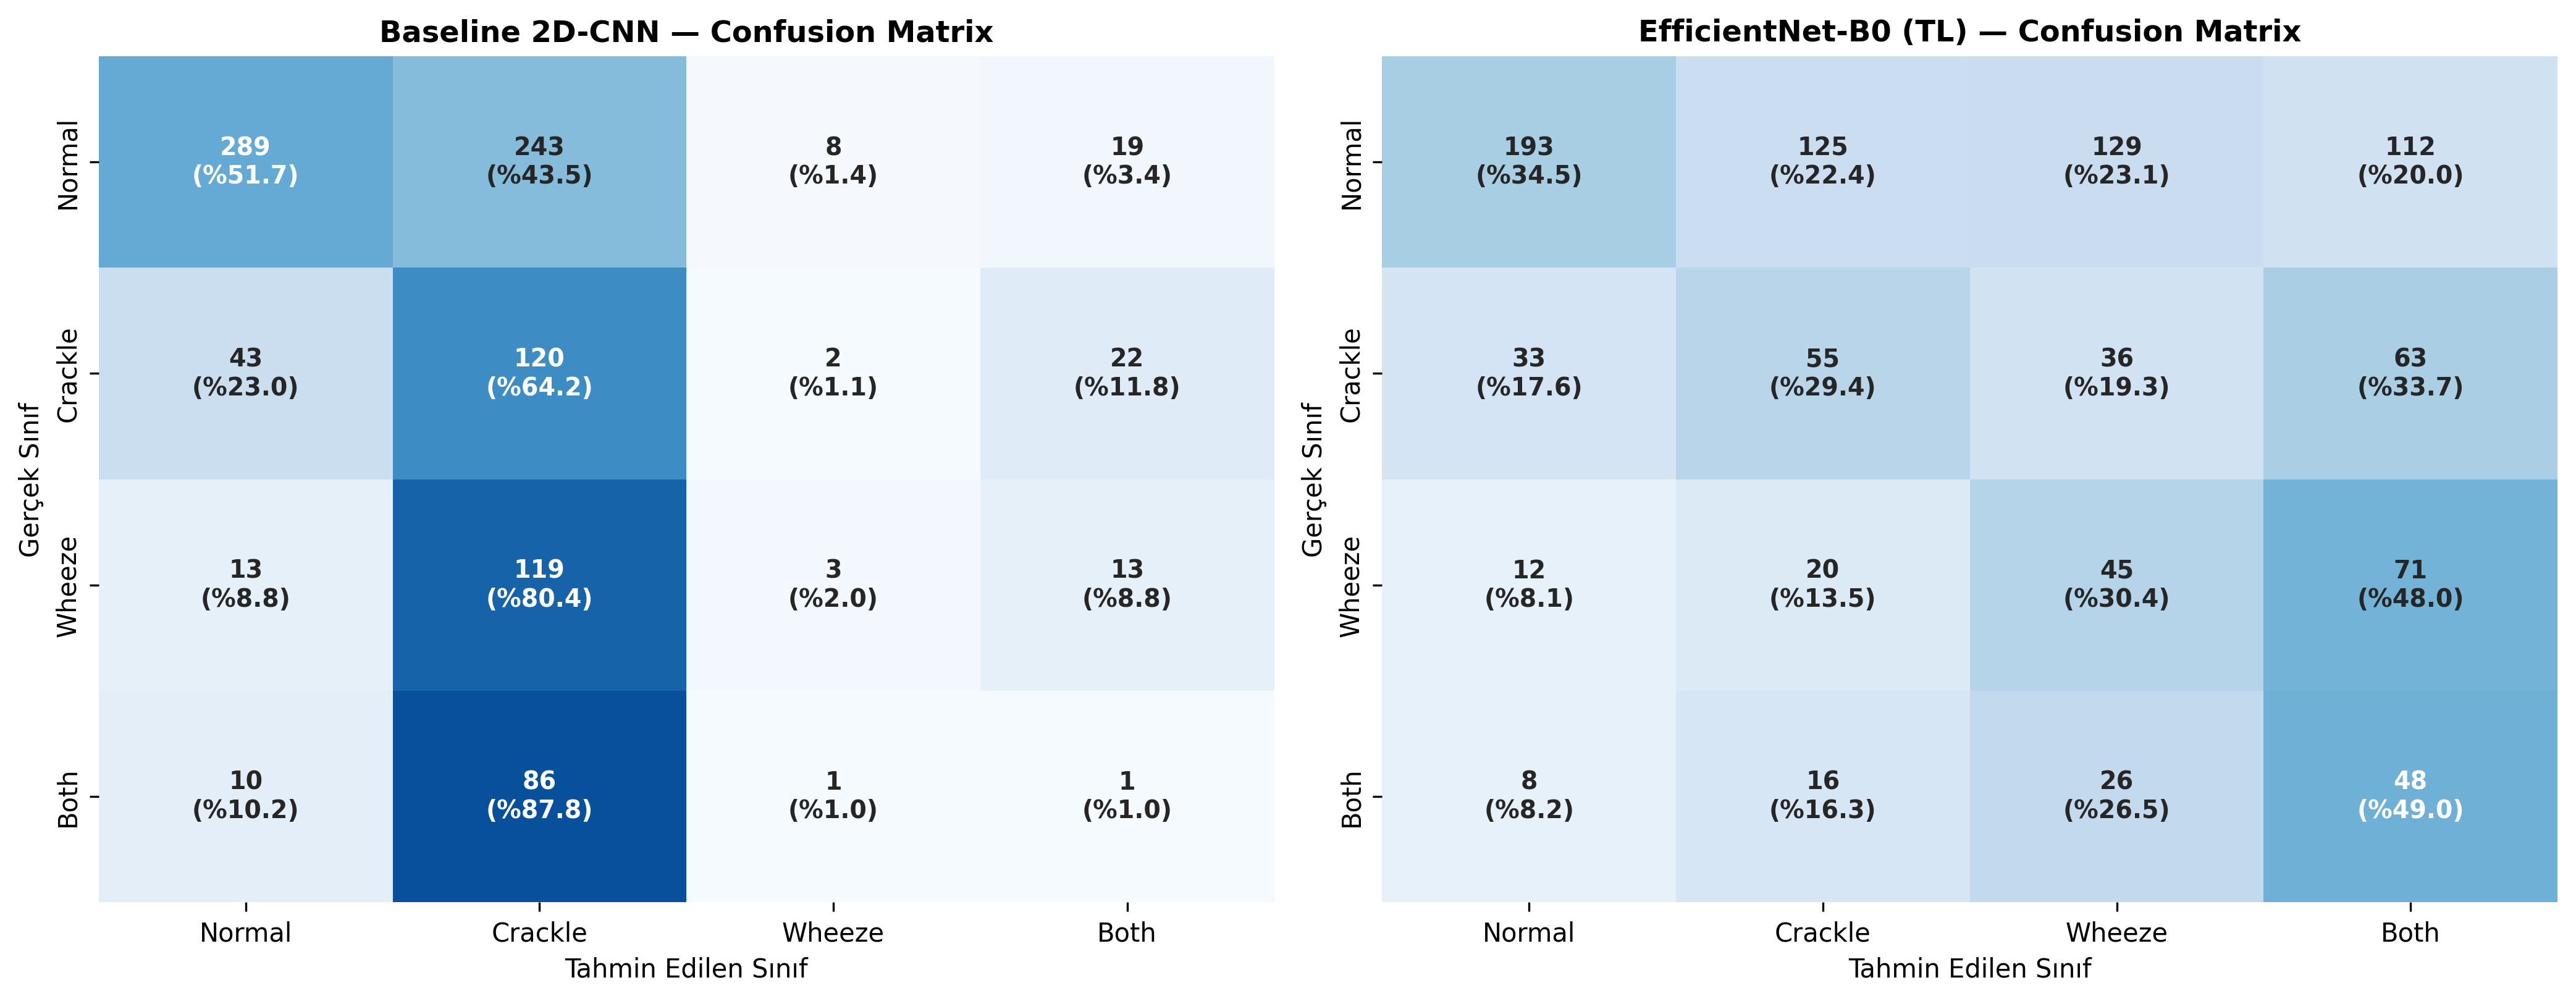 Baseline 2D-CNN — Confusion Matrix
Gerçek Sınıf
Normal
289 243 8 19
(%51.7) (%43.5) (%1.4) (%3.4)
Crackle
43 120 2 22
(%23.0) (%64.2) (%1.1) (%11.8)
Wheeze
13 119 3 13
(%8.8) (%80.4) (%2.0) (%8.8)
Both
10 86 1 1
(%10.2) (%87.8) (%1.0) (%1.0)
Normal Crackle Wheeze Both
Tahmin Edilen Sınıf
EfficientNet-B0 (TL) — Confusion Matrix
Gerçek Sınıf
Normal
193 125 129 112
(%34.5) (%22.4) (%23.1) (%20.0)
Crackle
33 55 36 63
(%17.6) (%29.4) (%19.3) (%33.7)
Wheeze
12 20 45 71
(%8.1) (%13.5) (%30.4) (%48.0)
Both
8 16 26 48
(%8.2) (%16.3) (%26.5) (%49.0)
Normal Crackle Wheeze Both
Tahmin Edilen Sınıf